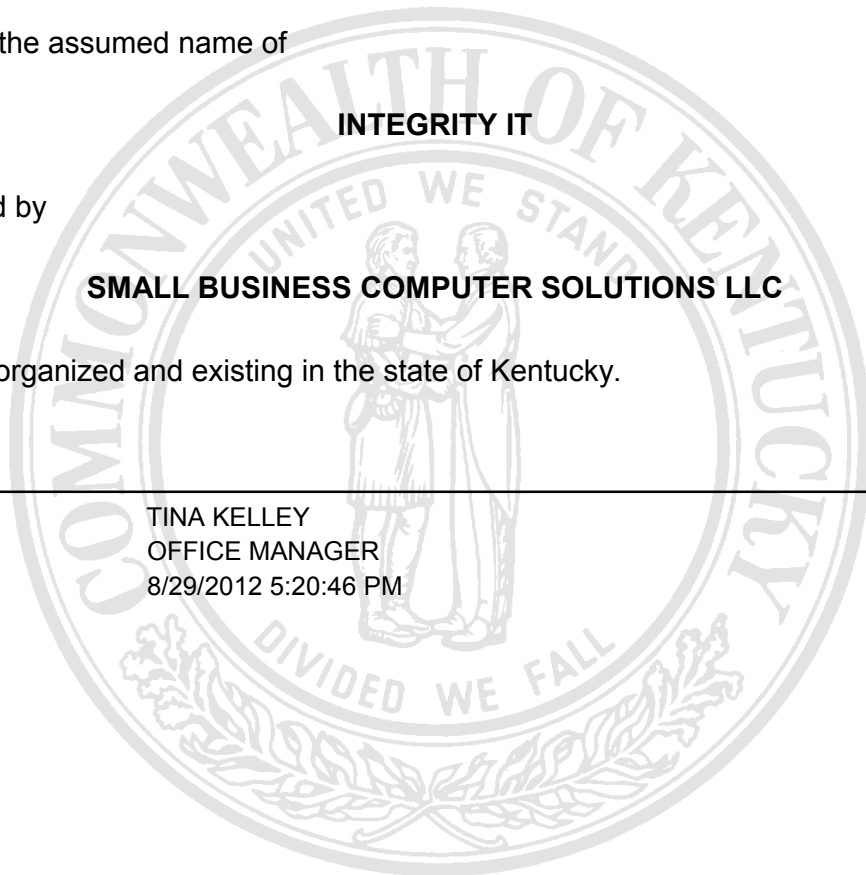 the assumed name of
INTEGRITY IT
d by
SMALL BUSINESS COMPUTER SOLUTIONS LLC
organized and existing in the state of Kentucky.
TINA KELLEY
OFFICE MANAGER
8/29/2012 5:20:46 PM
COMMONWEALTH OF KENTUCKY
UNITED WE STAND
DIVIDED WE FALL